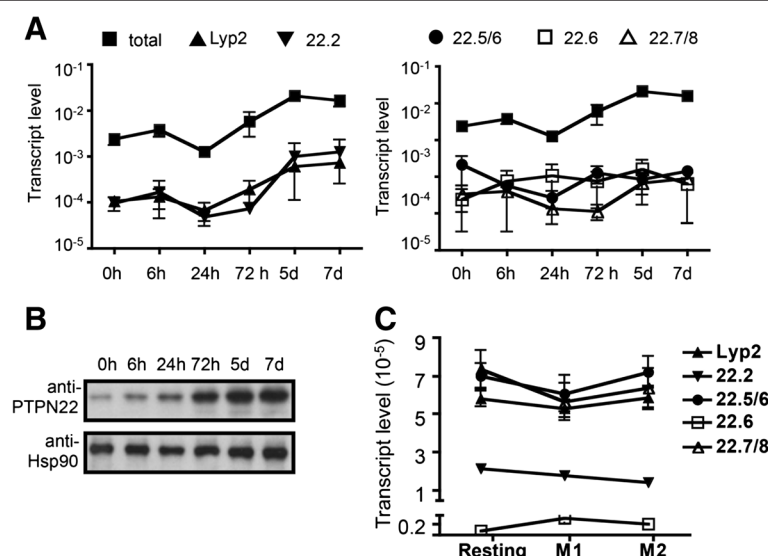 A
total Lyp2 22.2
22.5/6 22.6 22.7/8
Transcript level
10-1
10-2
10-3
10-4
10-5
0h 6h 24h 72 h 5d 7d
Transcript level
10-1
10-2
10-3
10-4
10-5
0h 6h 24h 72 h 5d 7d
B
0h 6h 24h 72h 5d 7d
anti-
PTPN22
anti-
Hsp90
C
Transcript level (10-5)
9
7
5
3
1
0.2
Resting M1 M2
Lyp2
22.2
22.5/6
22.6
22.7/8